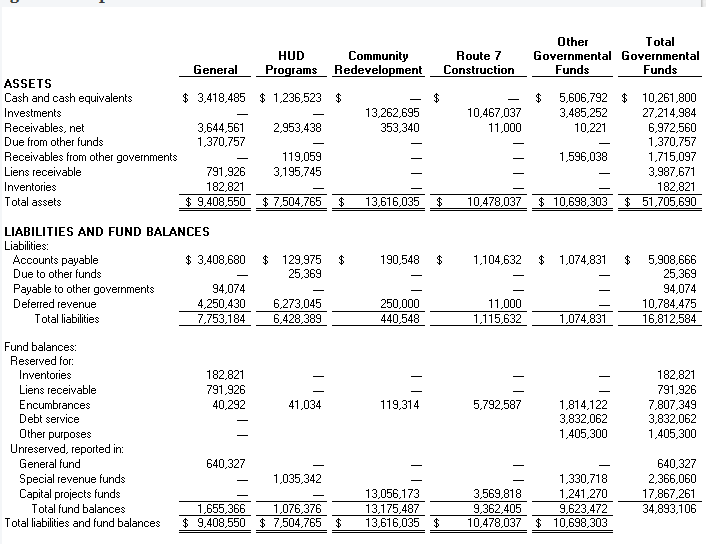 Other Total
HUD Community Route 7 Governmental Governmental
General Programs Redevelopment Construction Funds Funds
ASSETS
Cash and cash equivalents $ 3,418,485 $ 1,236,523 $ — $ — $ 5,606,792 $ 10,261,800
Investments — — 13,262,695 10,467,037 3,485,252 27,214,984
Receivables, net 3,644,561 2,953,438 353,340 11,000 10,221 6,972,560
Due from other funds 1,370,757 — — — — 1,370,757
Receivables from other governments — 119,059 — — 1,596,038 1,715,097
Liens receivable 791,926 3,195,745 — — — 3,987,671
Inventories 182,821 — — — — 182,821
Total assets $ 9,408,550 $ 7,504,765 $ 13,616,035 $ 10,478,037 $ 10,698,303 $ 51,705,690
LIABILITIES AND FUND BALANCES
Liabilities:
Accounts payable $ 3,408,680 $ 129,975 $ 190,548 $ 1,104,632 $ 1,074,831 $ 5,908,666
Due to other funds — 25,369 — — — 25,369
Payable to other governments 94,074 — — — — 94,074
Deferred revenue 4,250,430 6,273,045 250,000 11,000 — 10,784,475
Total liabilities 7,753,184 6,428,389 440,548 1,115,632 1,074,831 16,812,584
Fund balances:
Reserved for:
Inventories 182,821 — — — — 182,821
Liens receivable 791,926 — — — — 791,926
Encumbrances 40,292 41,034 119,314 5,792,587 1,814,122 7,807,349
Debt service — — — — 3,832,062 3,832,062
Other purposes — — — — 1,405,300 1,405,300
Unreserved, reported in:
General fund 640,327 — — — — 640,327
Special revenue funds — 1,035,342 — — 1,330,718 2,366,060
Capital projects funds — — 13,056,173 3,569,818 1,241,270 17,867,261
Total fund balances 1,655,366 1,076,376 13,175,487 9,362,405 9,623,472 34,893,106
Total liabilities and fund balances $ 9,408,550 $ 7,504,765 $ 13,616,035 $ 10,478,037 $ 10,698,303